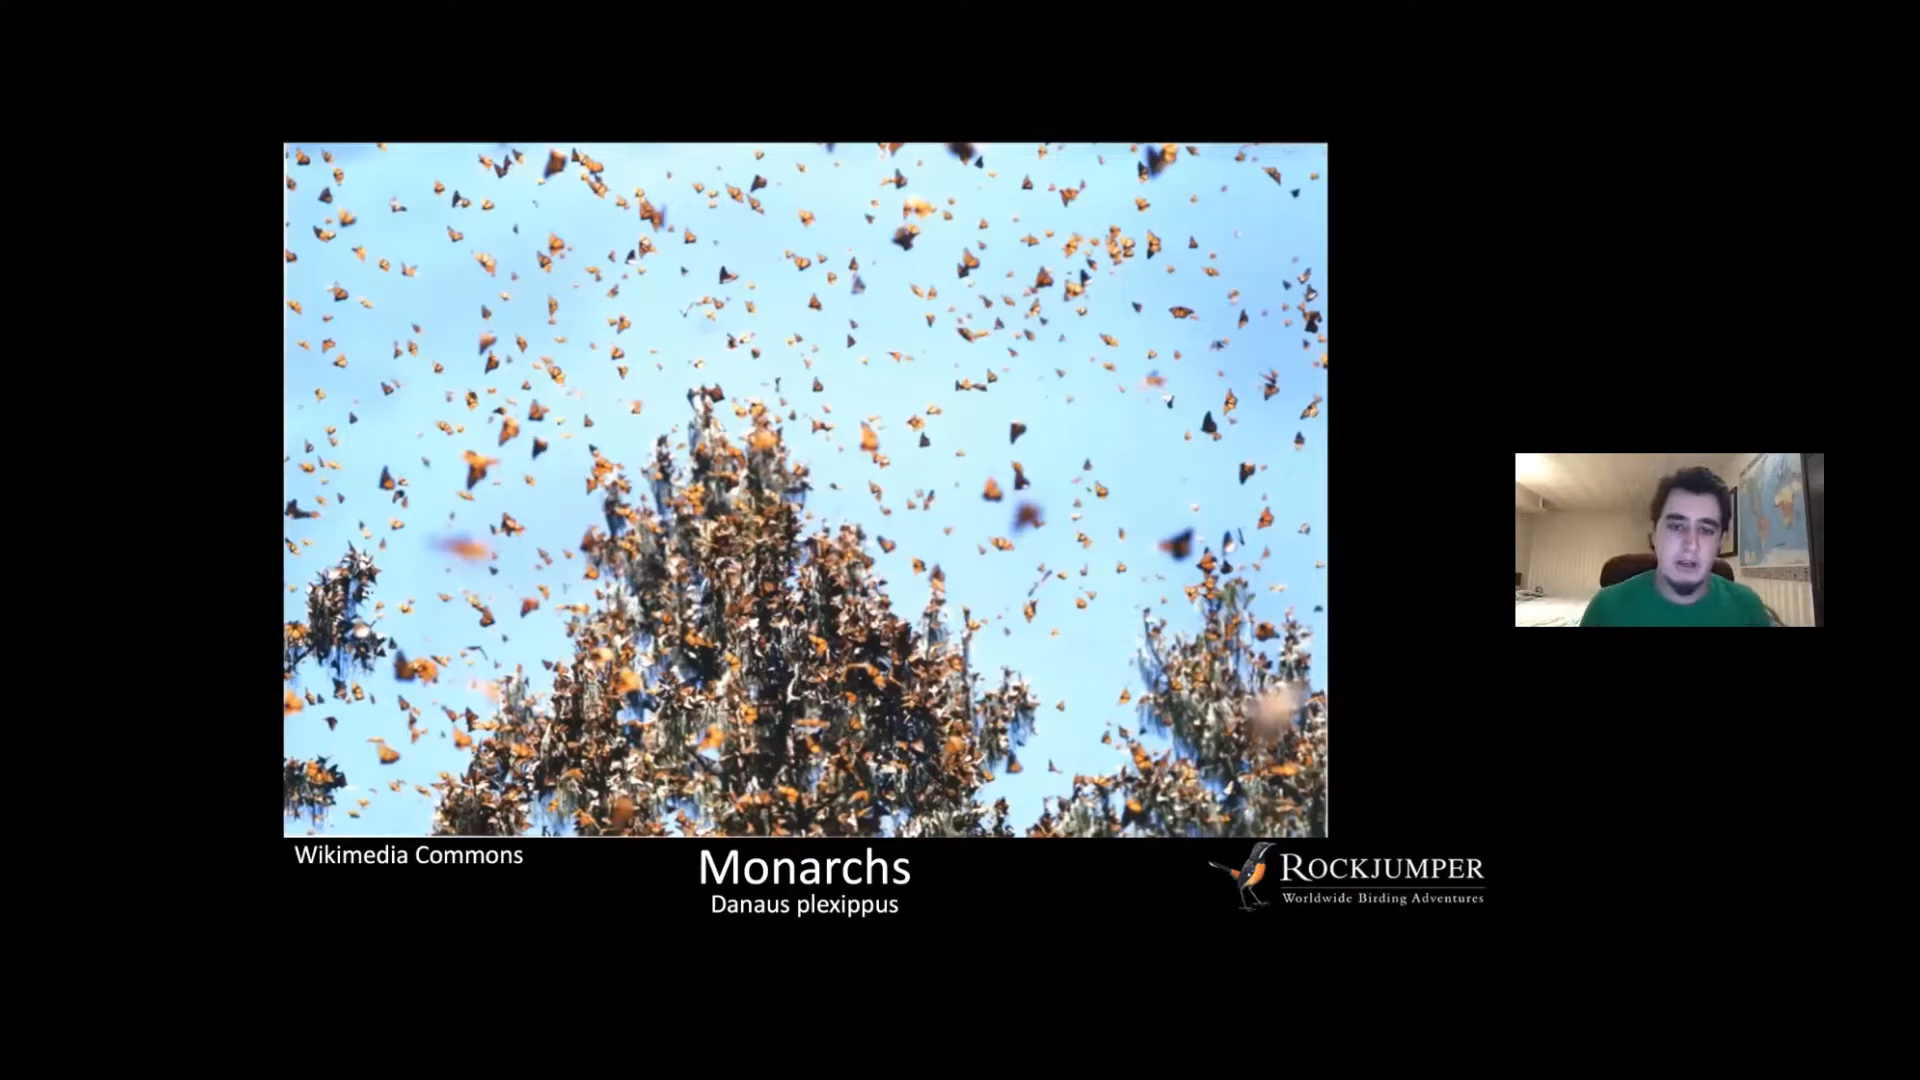 Wikimedia Commons
Monarchs
Danaus plexippus
ROCKJUMPER
Worldwide Birding Adventures